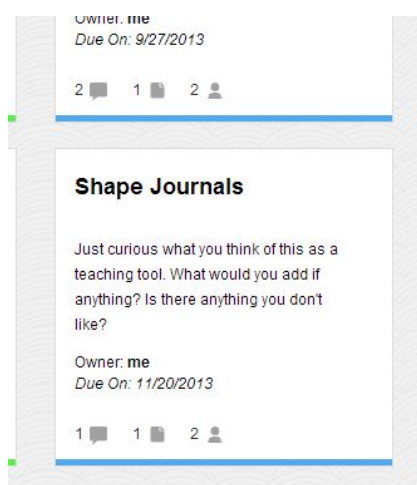 Owner: me
Due On: 9/27/2013
2 1 2
Shape Journals
Just curious what you think of this as a
teaching tool. What would you add if
anything? Is there anything you don't
like?
Owner: me
Due On: 11/20/2013
1 1 2